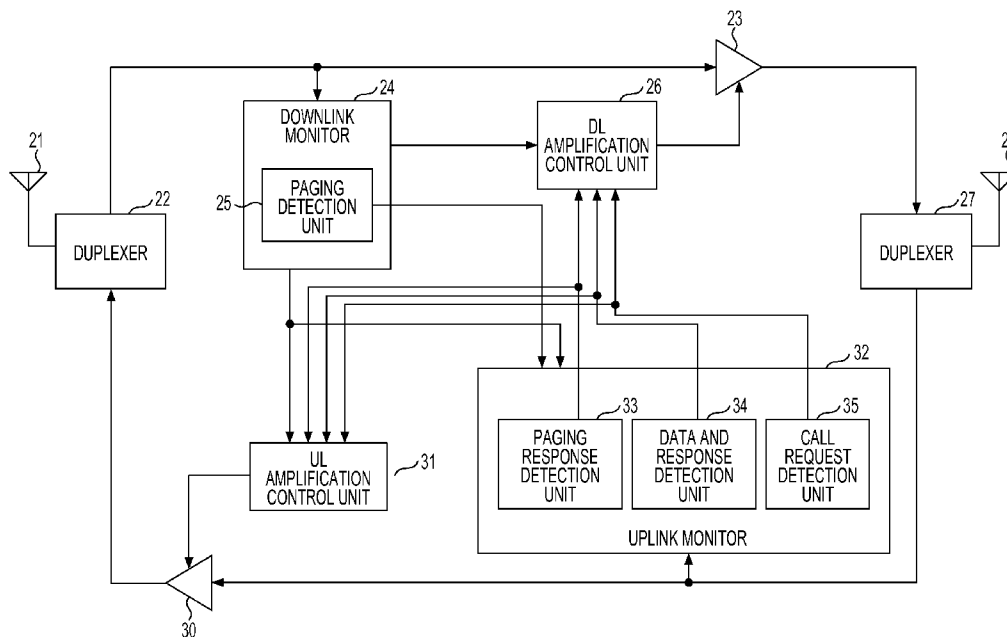 23
24
26
DOWNLINK
MONITOR
DL
AMPLIFICATION
CONTROL UNIT
21
22
25
PAGING
DETECTION
UNIT
27
DUPLEXER
DUPLEXER
32
33
34
35
PAGING
RESPONSE
DETECTION
UNIT
DATA AND
RESPONSE
DETECTION
UNIT
CALL
REQUEST
DETECTION
UNIT
UL
AMPLIFICATION
CONTROL UNIT
31
UPLINK MONITOR
30